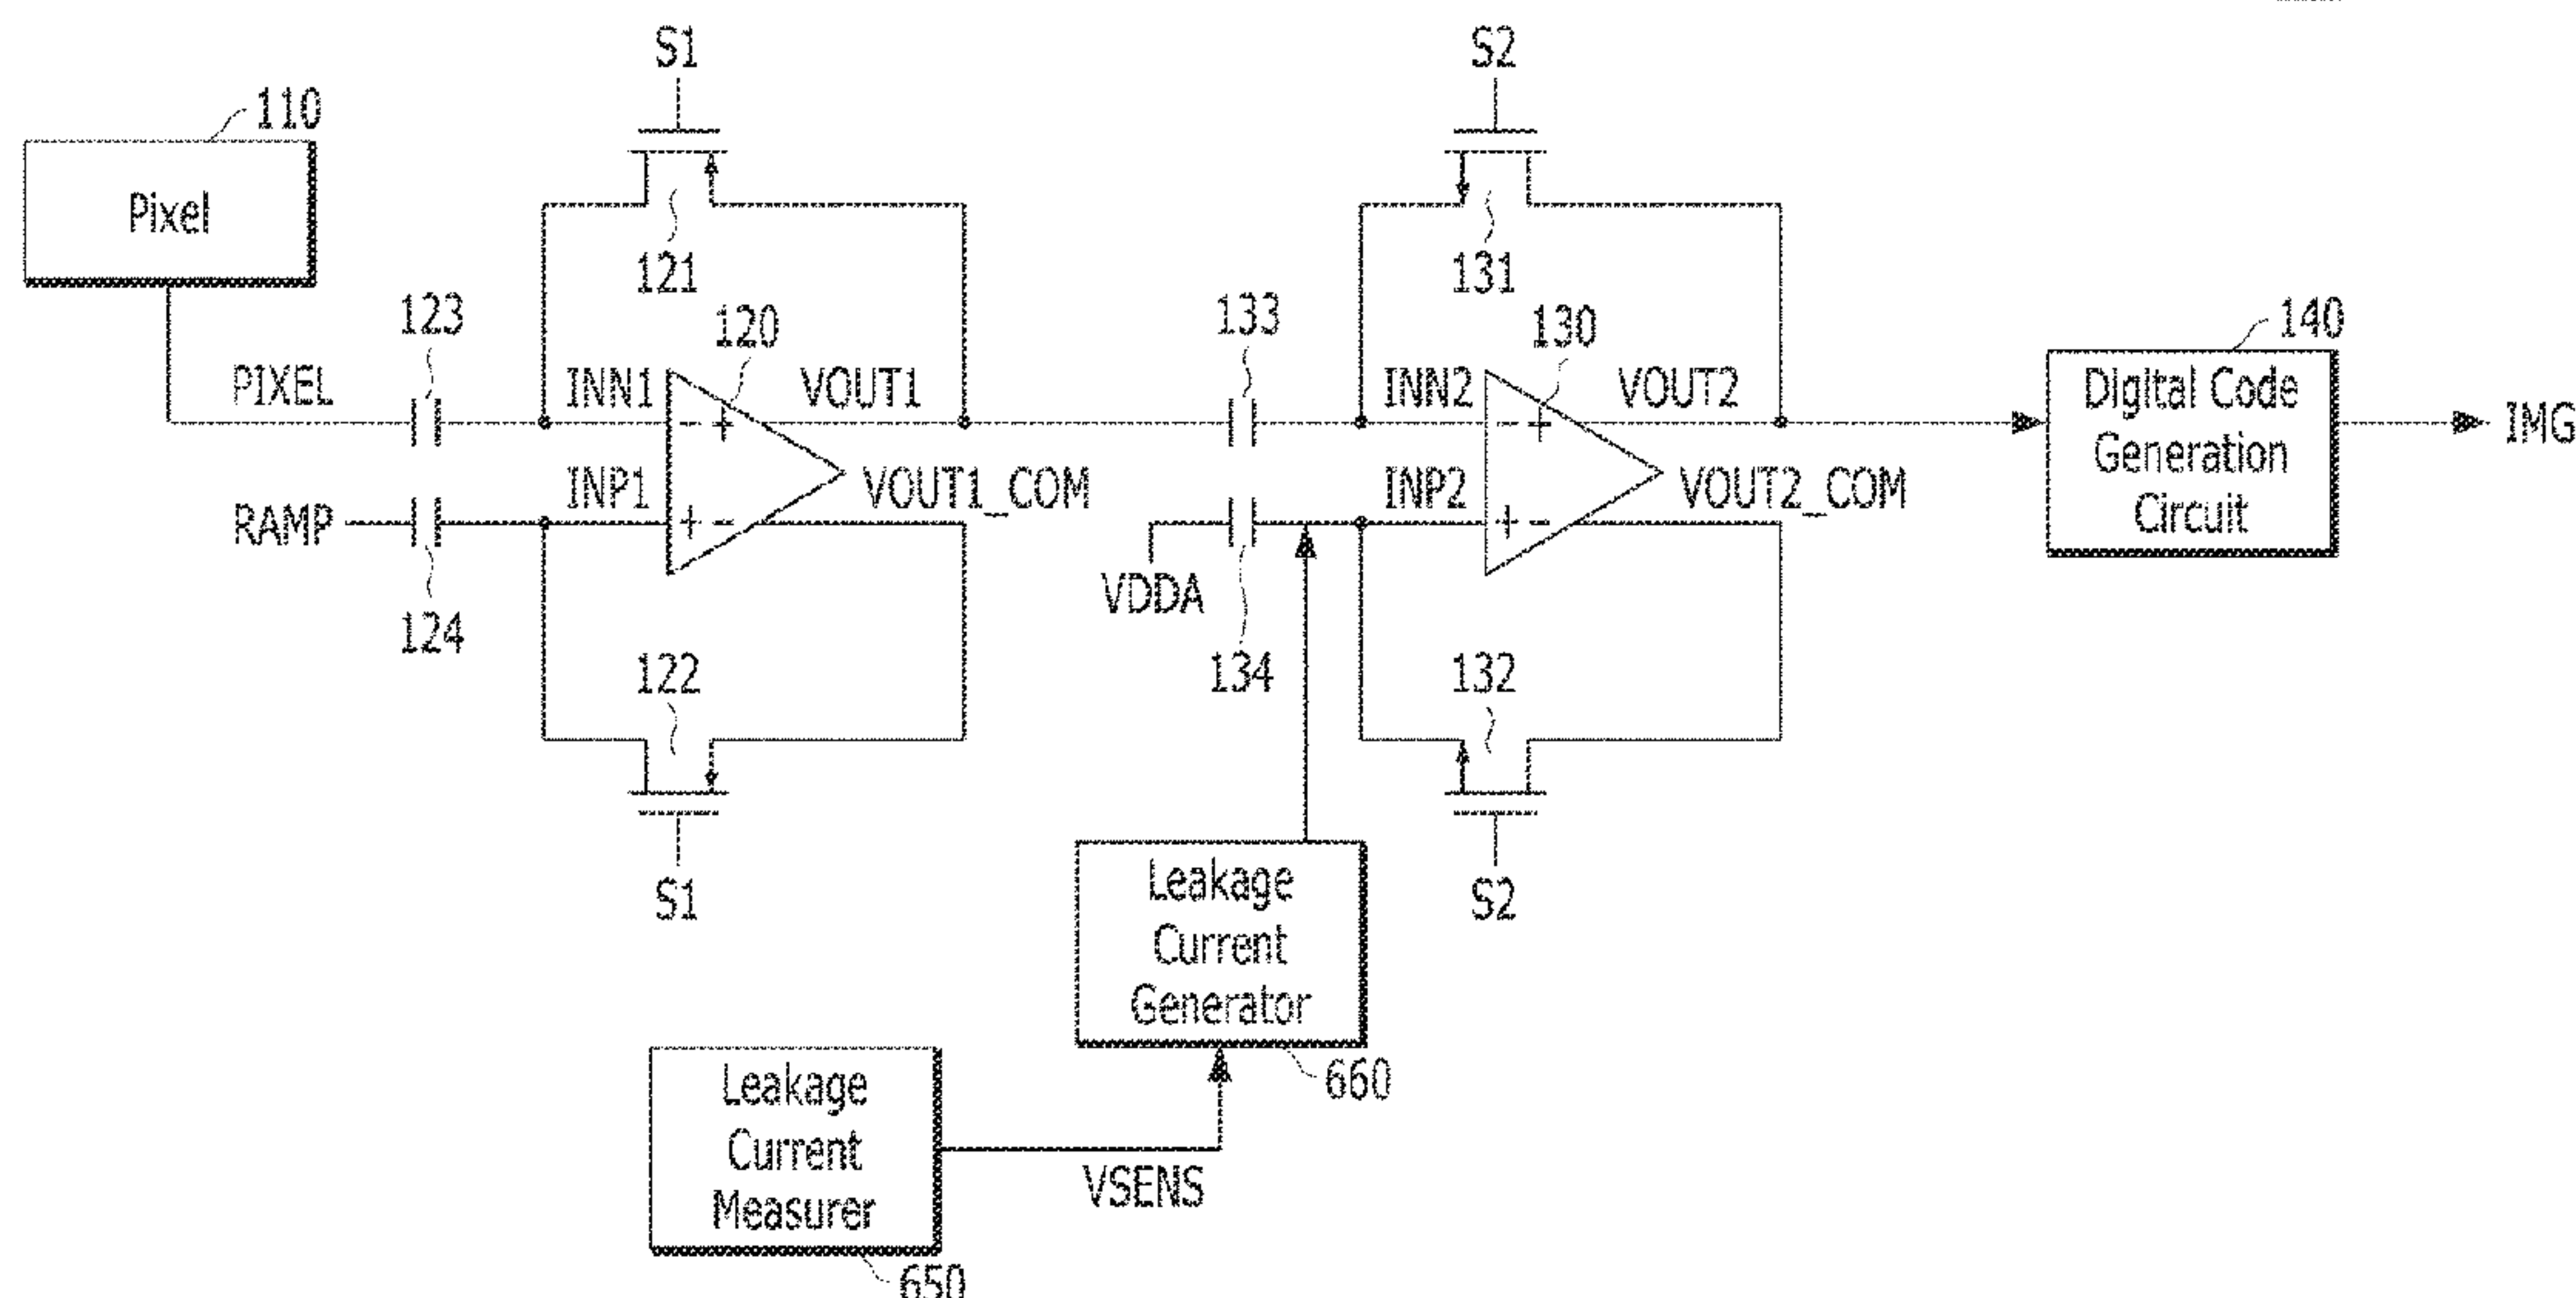 S1
S2
110
Pixel
121
131
123
120
133
130
140
PIXEL
INN1
VOUT1
INN2
VOUT2
Digital Code
Generation
Circuit
IMG
- +
- +
RAMP
INP1
VOUT1_COM
INP2
VOUT2_COM
+ -
+ -
VDDA
124
122
134
132
S1
S2
Leakage
Current
Generator
660
Leakage
Current
Measurer
VSENS
650